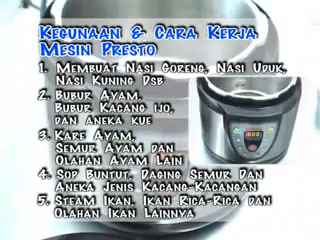 Kegunaan & Cara Kerja
Mesin Presto
1. Membuat Nasi Goreng, Nasi Uduk,
Nasi Kuning Dsb
2. Bubur Ayam,
Bubur Kacang Ijo,
dan aneka kue
3. Kare Ayam,
Semur Ayam dan
Olahan Ayam Lain
4. Sop Buntut, Daging Semur Dan
Aneka Jenis Kacang-Kacangan
5. Steam Ikan, Ikan Rica-Rica dan
Olahan Ikan Lainnya